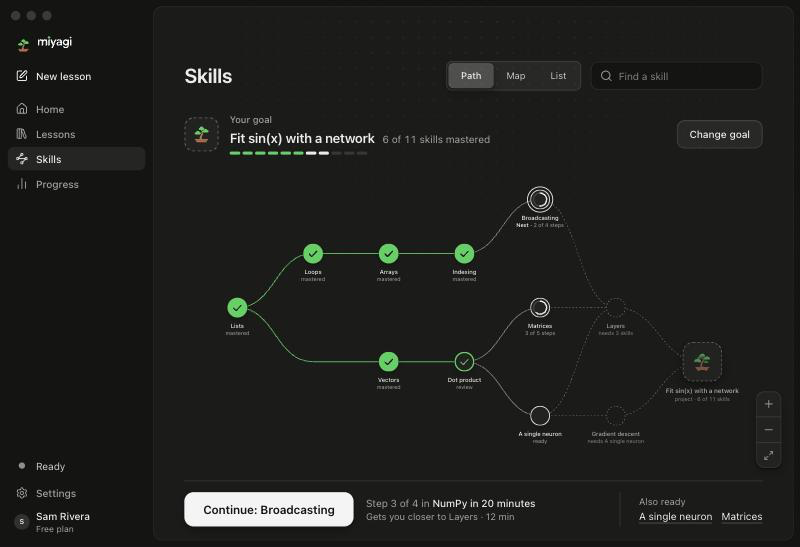 miyagi
New lesson
Home
Lessons
Skills
Progress
Ready
Settings
S
Sam Rivera
Free plan
Skills
Path
Map
List
Find a skill
Your goal
Fit sin(x) with a network 6 of 11 skills mastered
Change goal
Broadcasting
Next · 2 of 4 steps
Loops
mastered
Arrays
mastered
Indexing
mastered
Lists
mastered
Matrices
3 of 5 steps
Layers
needs 3 skills
Vectors
mastered
Dot product
review
Fit sin(x) with a network
project · 6 of 11 skills
A single neuron
ready
Gradient descent
needs A single neuron
Continue: Broadcasting
Step 3 of 4 in NumPy in 20 minutes
Gets you closer to Layers · 12 min
Also ready
A single neuron Matrices